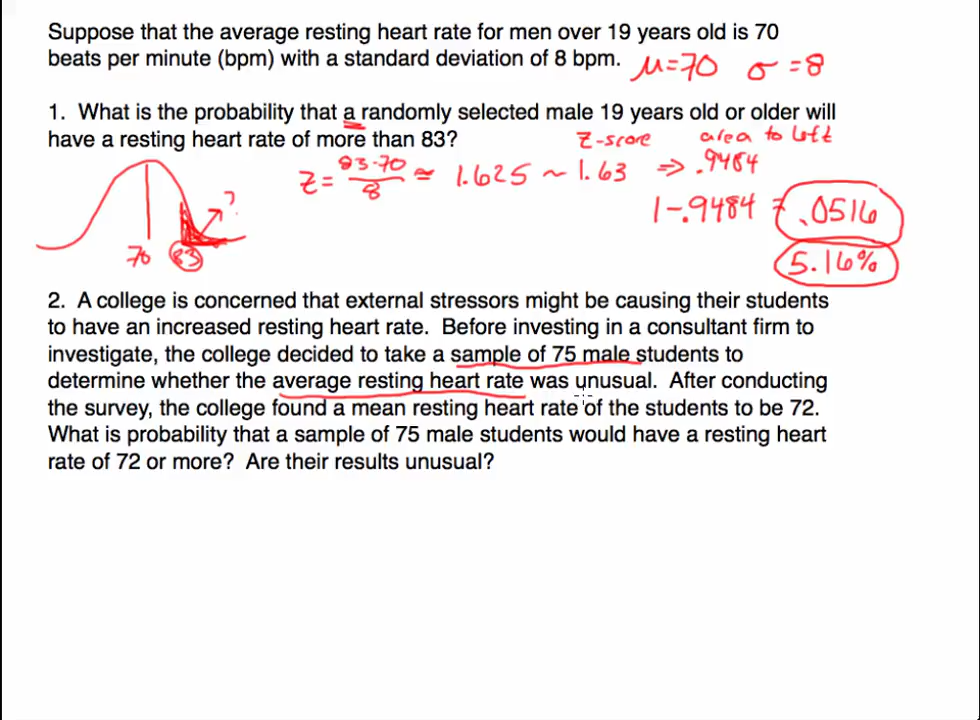 Suppose that the average resting heart rate for men over 19 years old is 70
beats per minute (bpm) with a standard deviation of 8 bpm. μ=70 σ=8
1. What is the probability that a randomly selected male 19 years old or older will
have a resting heart rate of more than 83?
z-score area to left
z = 83-70 / 8 ≅ 1.625 ~ 1.63 => .9484
1-.9484 = .0516
5.16%
?
70 83
2. A college is concerned that external stressors might be causing their students
to have an increased resting heart rate. Before investing in a consultant firm to
investigate, the college decided to take a sample of 75 male students to
determine whether the average resting heart rate was unusual. After conducting
the survey, the college found a mean resting heart rate of the students to be 72.
What is probability that a sample of 75 male students would have a resting heart
rate of 72 or more? Are their results unusual?